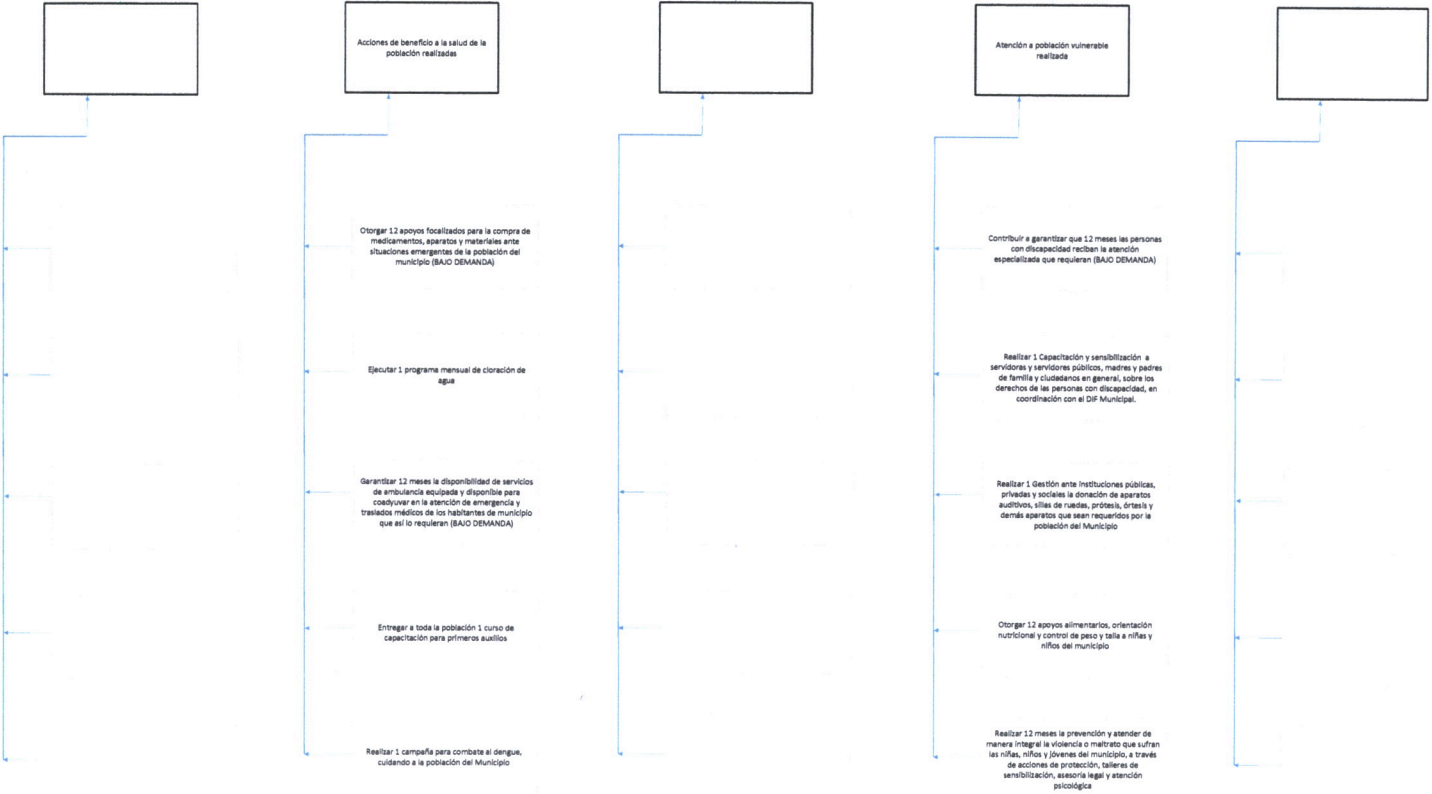 Acciones de beneficio a la salud de la
población realizadas
Otorgar 12 apoyos focalizados para la compra de
medicamentos, aparatos y materiales ante
situaciones emergentes de la población del
municipio (BAJO DEMANDA)
Ejecutar 1 programa mensual de cloración de
agua
Garantizar 12 meses la disponibilidad de servicios
de ambulancia equipada y disponible para
coadyuvar en la atención de emergencia y
traslados médicos de los habitantes de municipio
que así lo requieran (BAJO DEMANDA)
Entregar a toda la población 1 curso de
capacitación para primeros auxilios
Realizar 1 campaña para combate al dengue,
cuidando a la población del Municipio
Atención a población vulnerable
realizada
Contribuir a garantizar que 12 meses las personas
con discapacidad reciban la atención
especializada que requieran (BAJO DEMANDA)
Realizar 1 Capacitación y sensibilización a
servidoras y servidores públicos, madres y padres
de familia y ciudadanos en general, sobre los
derechos de las personas con discapacidad, en
coordinación con el DIF Municipal.
Realizar 1 Gestión ante instituciones públicas,
privadas y sociales la donación de aparatos
auditivos, sillas de ruedas, prótesis, órtesis y
demás aparatos que sean requeridos por la
población del Municipio
Otorgar 12 apoyos alimentarios, orientación
nutricional y control de peso y talla a niñas y
niños del municipio
Realizar 12 meses la prevención y atender de
manera integral la violencia o maltrato que sufran
las niñas, niños y jóvenes del municipio, a través
de acciones de protección, talleres de
sensibilización, asesoría legal y atención
psicológica